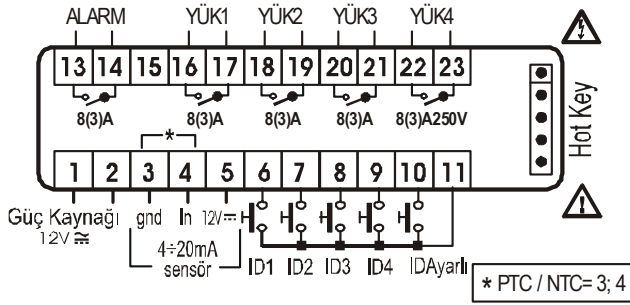 ALARM YÜK1 YÜK2 YÜK3 YÜK4
13 14 15 16 17 18 19 20 21 22 23
8(3)A 8(3)A 8(3)A 8(3)A 8(3)A250V
Hot Key
*
1 2 3 4 5 6 7 8 9 10 11
Güç Kaynağı gnd In 12V
12V
4÷20mA
sensör
ID1 ID2 ID3 ID4 IDAyarlı
* PTC / NTC= 3; 4